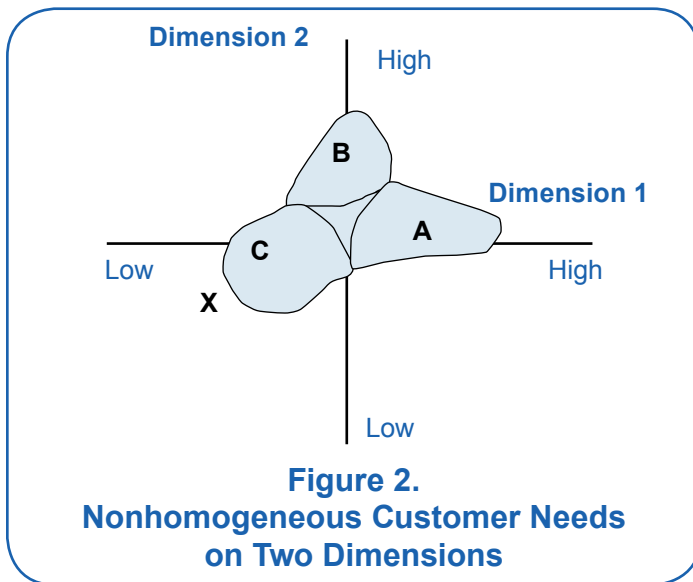 Dimension 2
High
B
Dimension 1
A
C
Low
High
X
Low
Figure 2.
Nonhomogeneous Customer Needs
on Two Dimensions